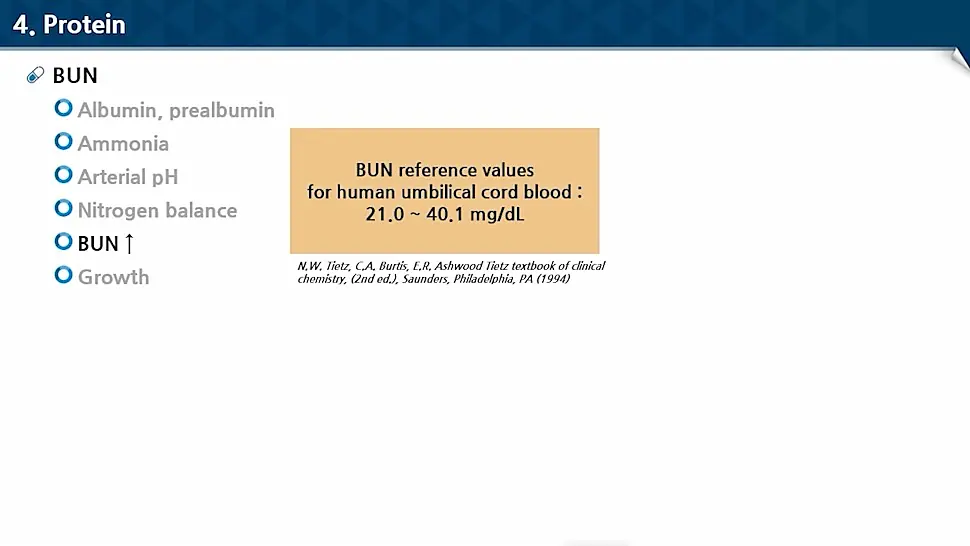 4. Protein
BUN
Albumin, prealbumin
Ammonia
Arterial pH
Nitrogen balance
BUN ↑
Growth
BUN reference values
for human umbilical cord blood :
21.0 ~ 40.1 mg/dL
N.W. Tietz, C.A. Burtis, E.R. Ashwood Tietz textbook of clinical
chemistry, (2nd ed.), Saunders, Philadelphia, PA (1994)